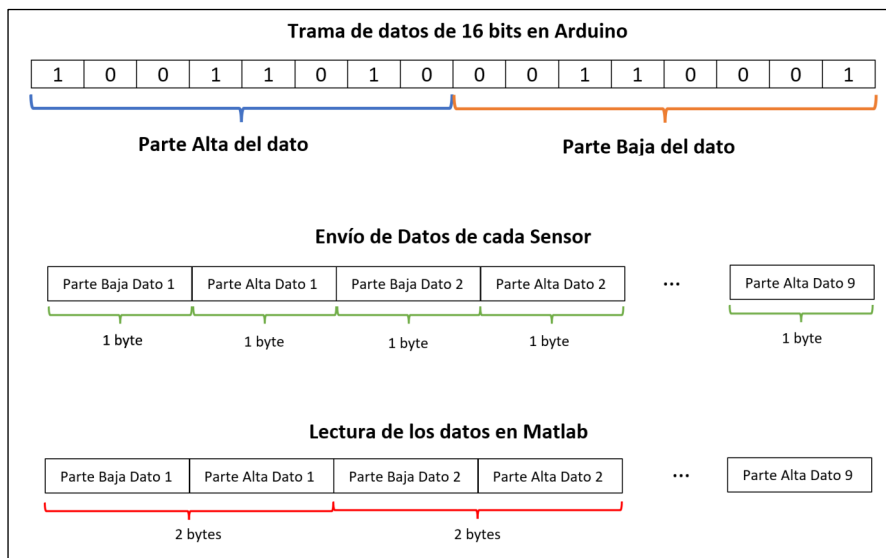 Trama de datos de 16 bits en Arduino
1 0 0 1 1 0 1 0 0 0 1 1 0 0 0 1
Parte Alta del dato Parte Baja del dato
Envío de Datos de cada Sensor
Parte Baja Dato 1 Parte Alta Dato 1 Parte Baja Dato 2 Parte Alta Dato 2 ... Parte Alta Dato 9
1 byte 1 byte 1 byte 1 byte 1 byte
Lectura de los datos en Matlab
Parte Baja Dato 1 Parte Alta Dato 1 Parte Baja Dato 2 Parte Alta Dato 2 ... Parte Alta Dato 9
2 bytes 2 bytes